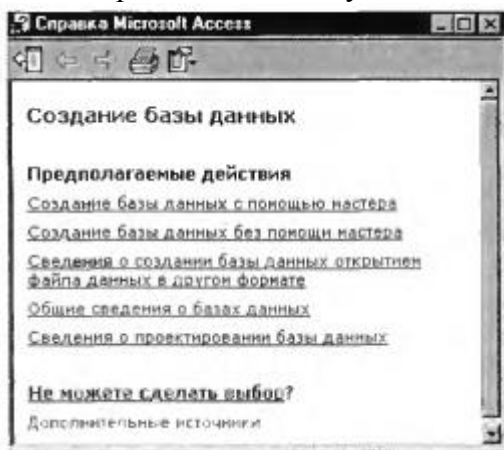 Справка Microsoft Access
Создание базы данных
Предполагаемые действия
Создание базы данных с помощью мастера
Создание базы данных без помощи мастера
Сведения о создании базы данных открытием
файла данных в другом формате
Общие сведения о базах данных
Сведения о проектировании базы данных
Не можете сделать выбор?
Дополнительные источники